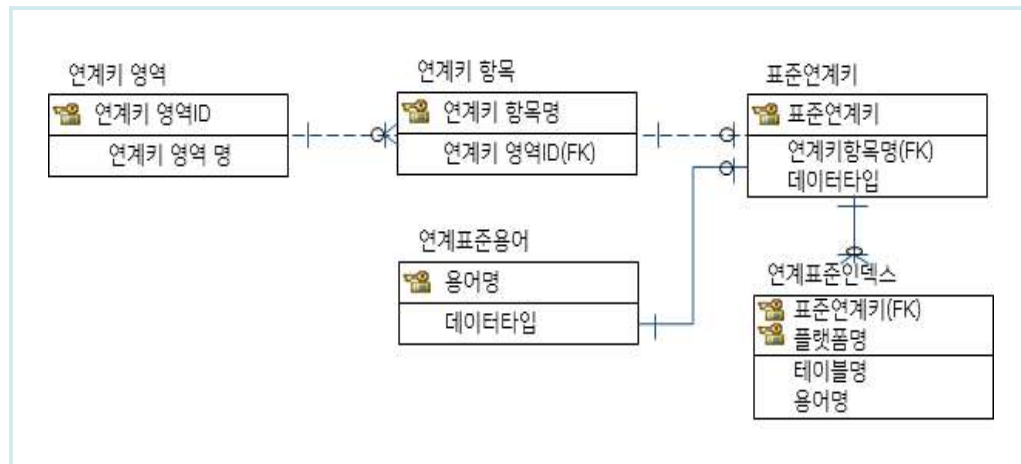 연계키 영역
연계키 영역ID
연계키 영역 명
연계키 항목
연계키 항목명
연계키 영역ID(FK)
표준연계키
표준연계키
연계키항목명(FK)
데이터타입
연계표준용어
용어명
데이터타입
연계표준인덱스
표준연계키(FK)
플랫폼명
테이블명
용어명